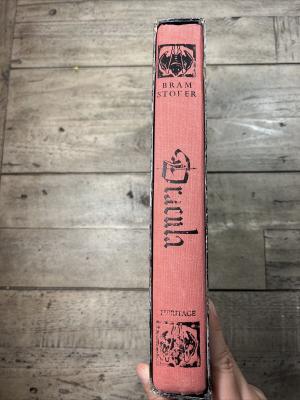 BRAM
STOKER
Dracula
HERITAGE